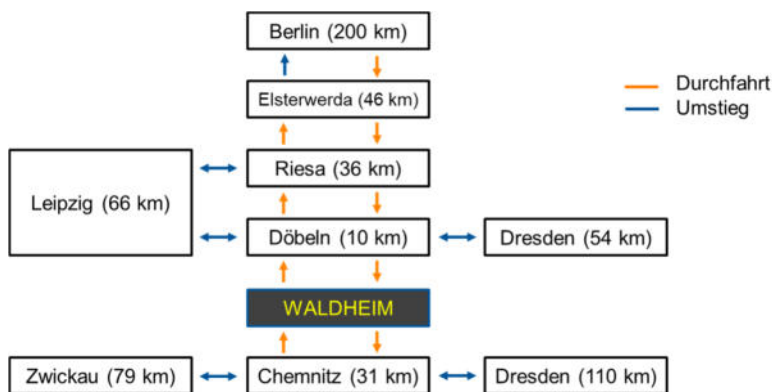 Berlin (200 km)
Elsterwerda (46 km)
Durchfahrt
Umstieg
Riesa (36 km)
Leipzig (66 km)
Döbeln (10 km)
Dresden (54 km)
WALDHEIM
Zwickau (79 km)
Chemnitz (31 km)
Dresden (110 km)